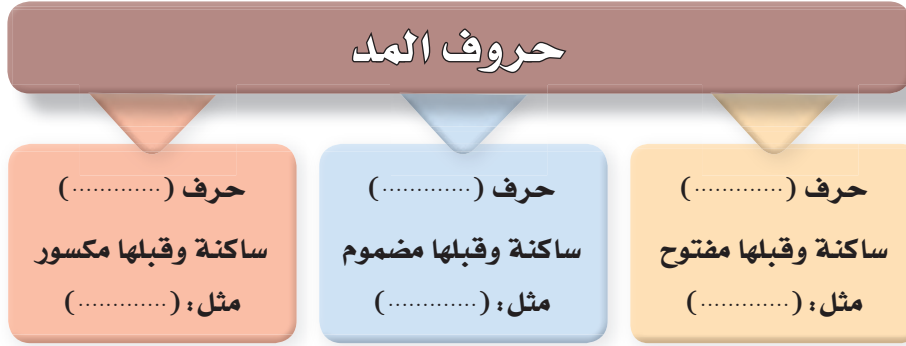 حروف المد
حرف (.............)
ساكنة وقبلها مفتوح
مثل: (.............)
حرف (.............)
ساكنة وقبلها مضموم
مثل: (.............)
حرف (.............)
ساكنة وقبلها مكسور
مثل: (.............)